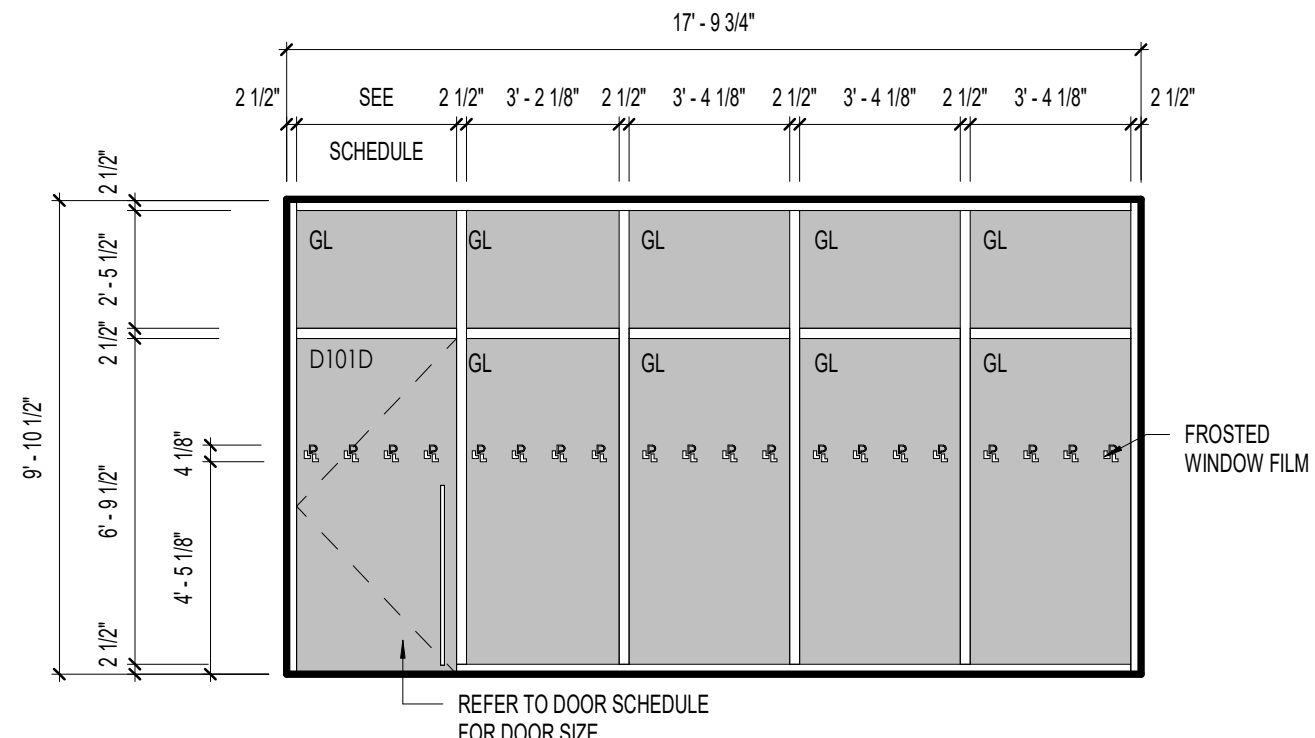 17' - 9 3/4"
2 1/2" SEE 2 1/2" 3' - 2 1/8" 2 1/2" 3' - 4 1/8" 2 1/2" 3' - 4 1/8" 2 1/2" 3' - 4 1/8" 2 1/2"
SCHEDULE
2 1/2"
2' - 5 1/2"
2 1/2"
6' - 9 1/2"
2 1/2"
9' - 10 1/2"
4 1/8"
4' - 5 1/8"
GL GL GL GL GL
D101D GL GL GL GL
FROSTED
WINDOW FILM
REFER TO DOOR SCHEDULE
FOR DOOR SIZE